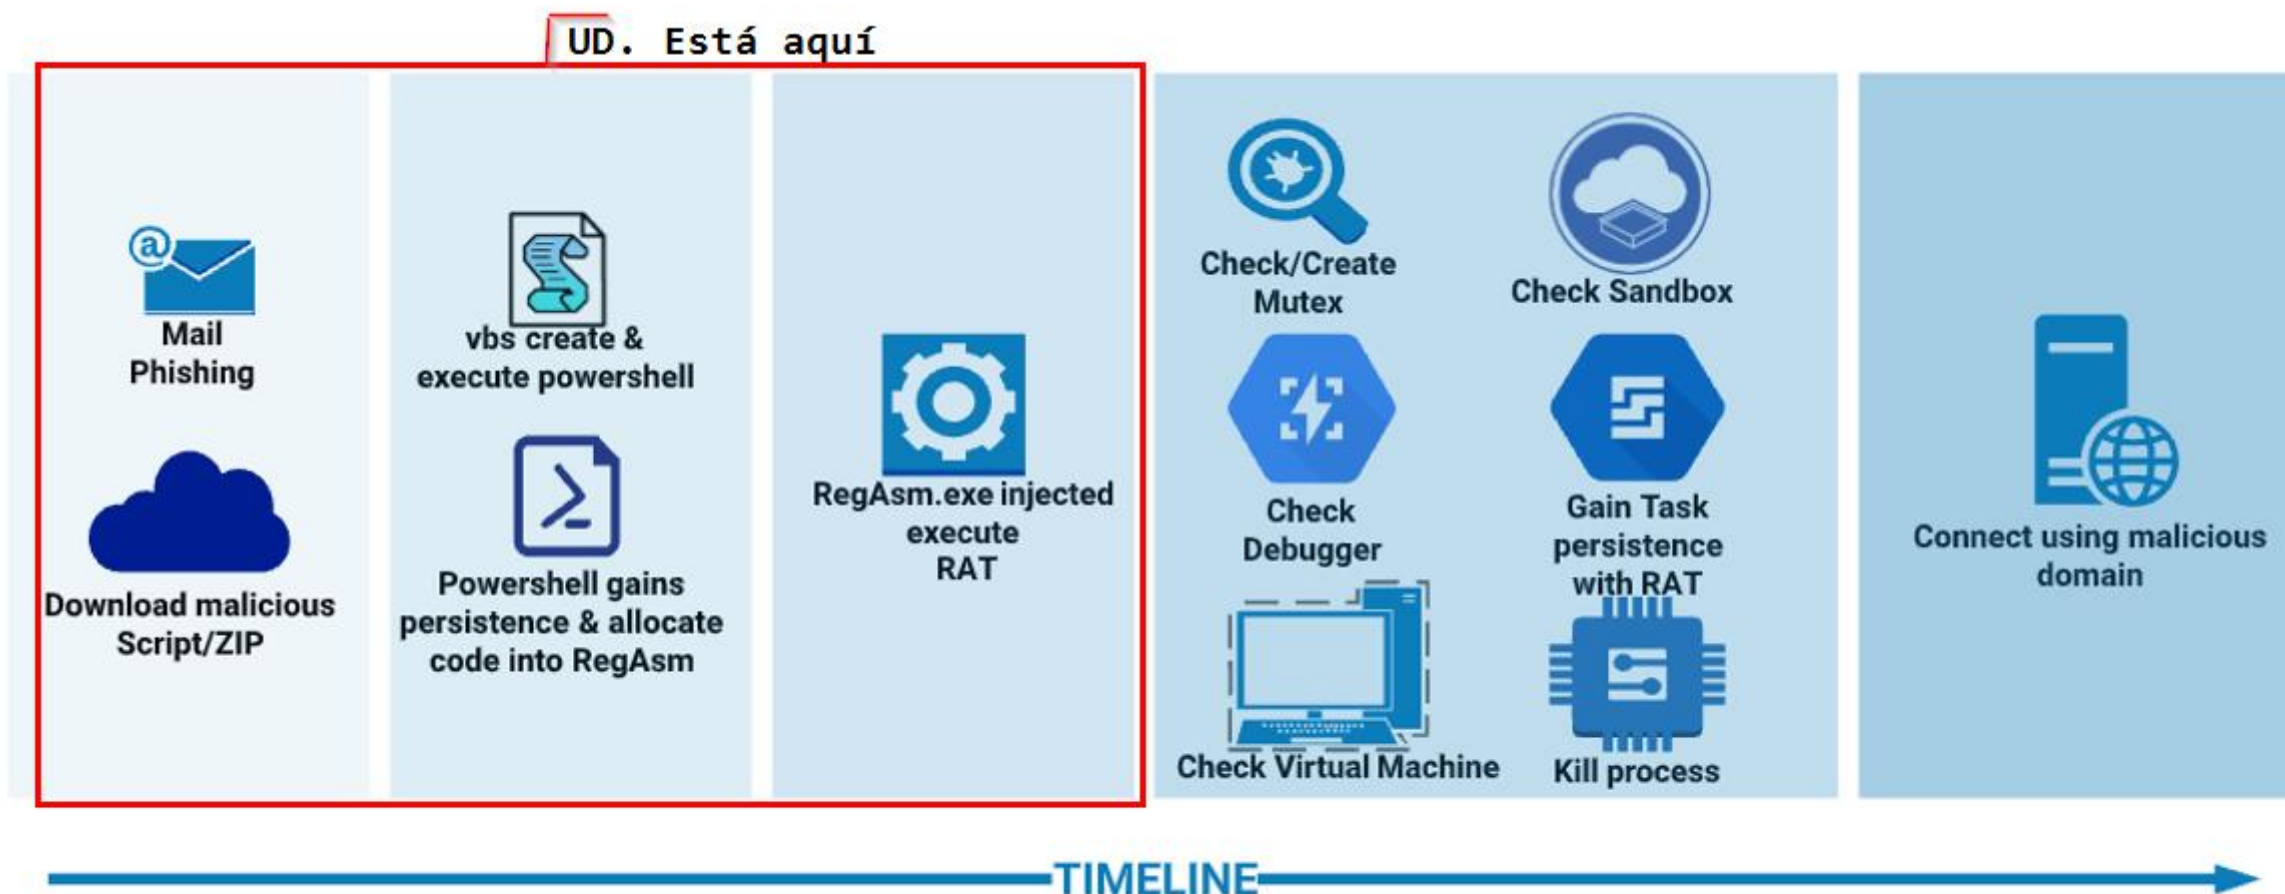 UD. Está aquí
Mail
Phishing
Download malicious
Script/ZIP
vbs create &
execute powershell
Powershell gains
persistence & allocate
code into RegAsm
RegAsm.exe injected
execute
RAT
Check/Create
Mutex
Check Sandbox
Check
Debugger
Gain Task
persistence
with RAT
Check Virtual Machine
Kill process
Connect using malicious
domain
TIMELINE